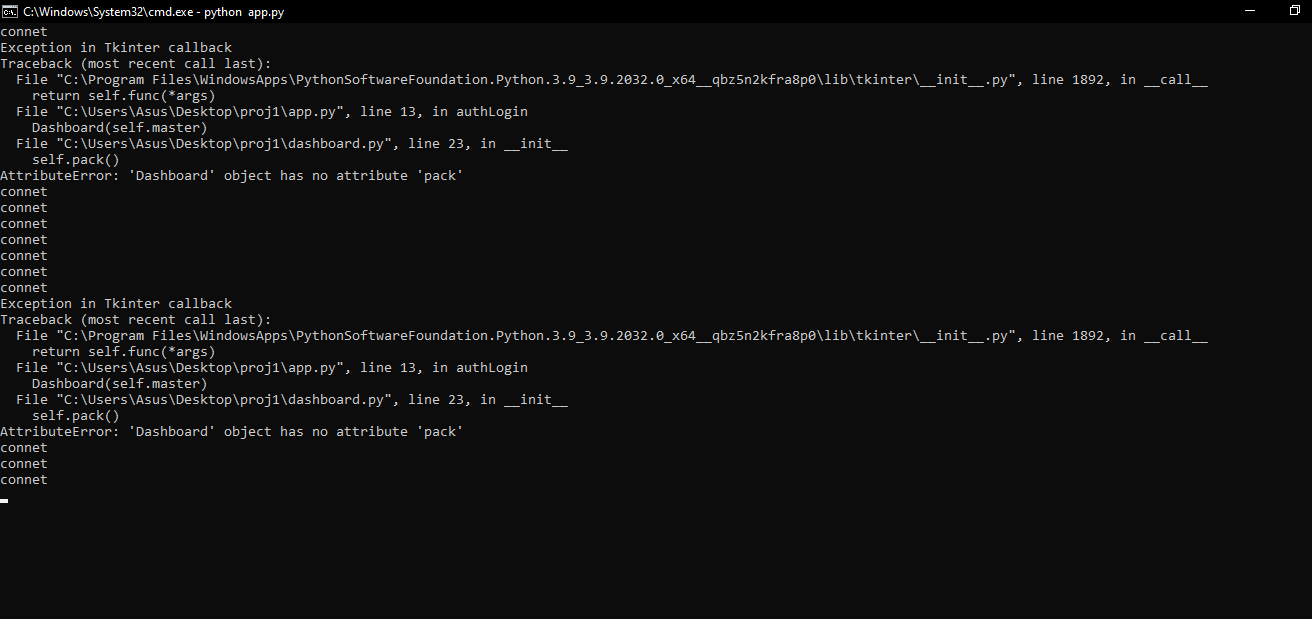 C:\Windows\System32\cmd.exe - python  app.py
connet
Exception in Tkinter callback
Traceback (most recent call last):
  File "C:\Program Files\WindowsApps\PythonSoftwareFoundation.Python.3.9_3.9.2032.0_x64__qbz5n2kfra8p0\lib\tkinter\__init__.py", line 1892, in __call__
    return self.func(*args)
  File "C:\Users\Asus\Desktop\proj1\app.py", line 13, in authLogin
    Dashboard(self.master)
  File "C:\Users\Asus\Desktop\proj1\dashboard.py", line 23, in __init__
    self.pack()
AttributeError: 'Dashboard' object has no attribute 'pack'
connet
connet
connet
connet
connet
connet
connet
Exception in Tkinter callback
Traceback (most recent call last):
  File "C:\Program Files\WindowsApps\PythonSoftwareFoundation.Python.3.9_3.9.2032.0_x64__qbz5n2kfra8p0\lib\tkinter\__init__.py", line 1892, in __call__
    return self.func(*args)
  File "C:\Users\Asus\Desktop\proj1\app.py", line 13, in authLogin
    Dashboard(self.master)
  File "C:\Users\Asus\Desktop\proj1\dashboard.py", line 23, in __init__
    self.pack()
AttributeError: 'Dashboard' object has no attribute 'pack'
connet
connet
connet